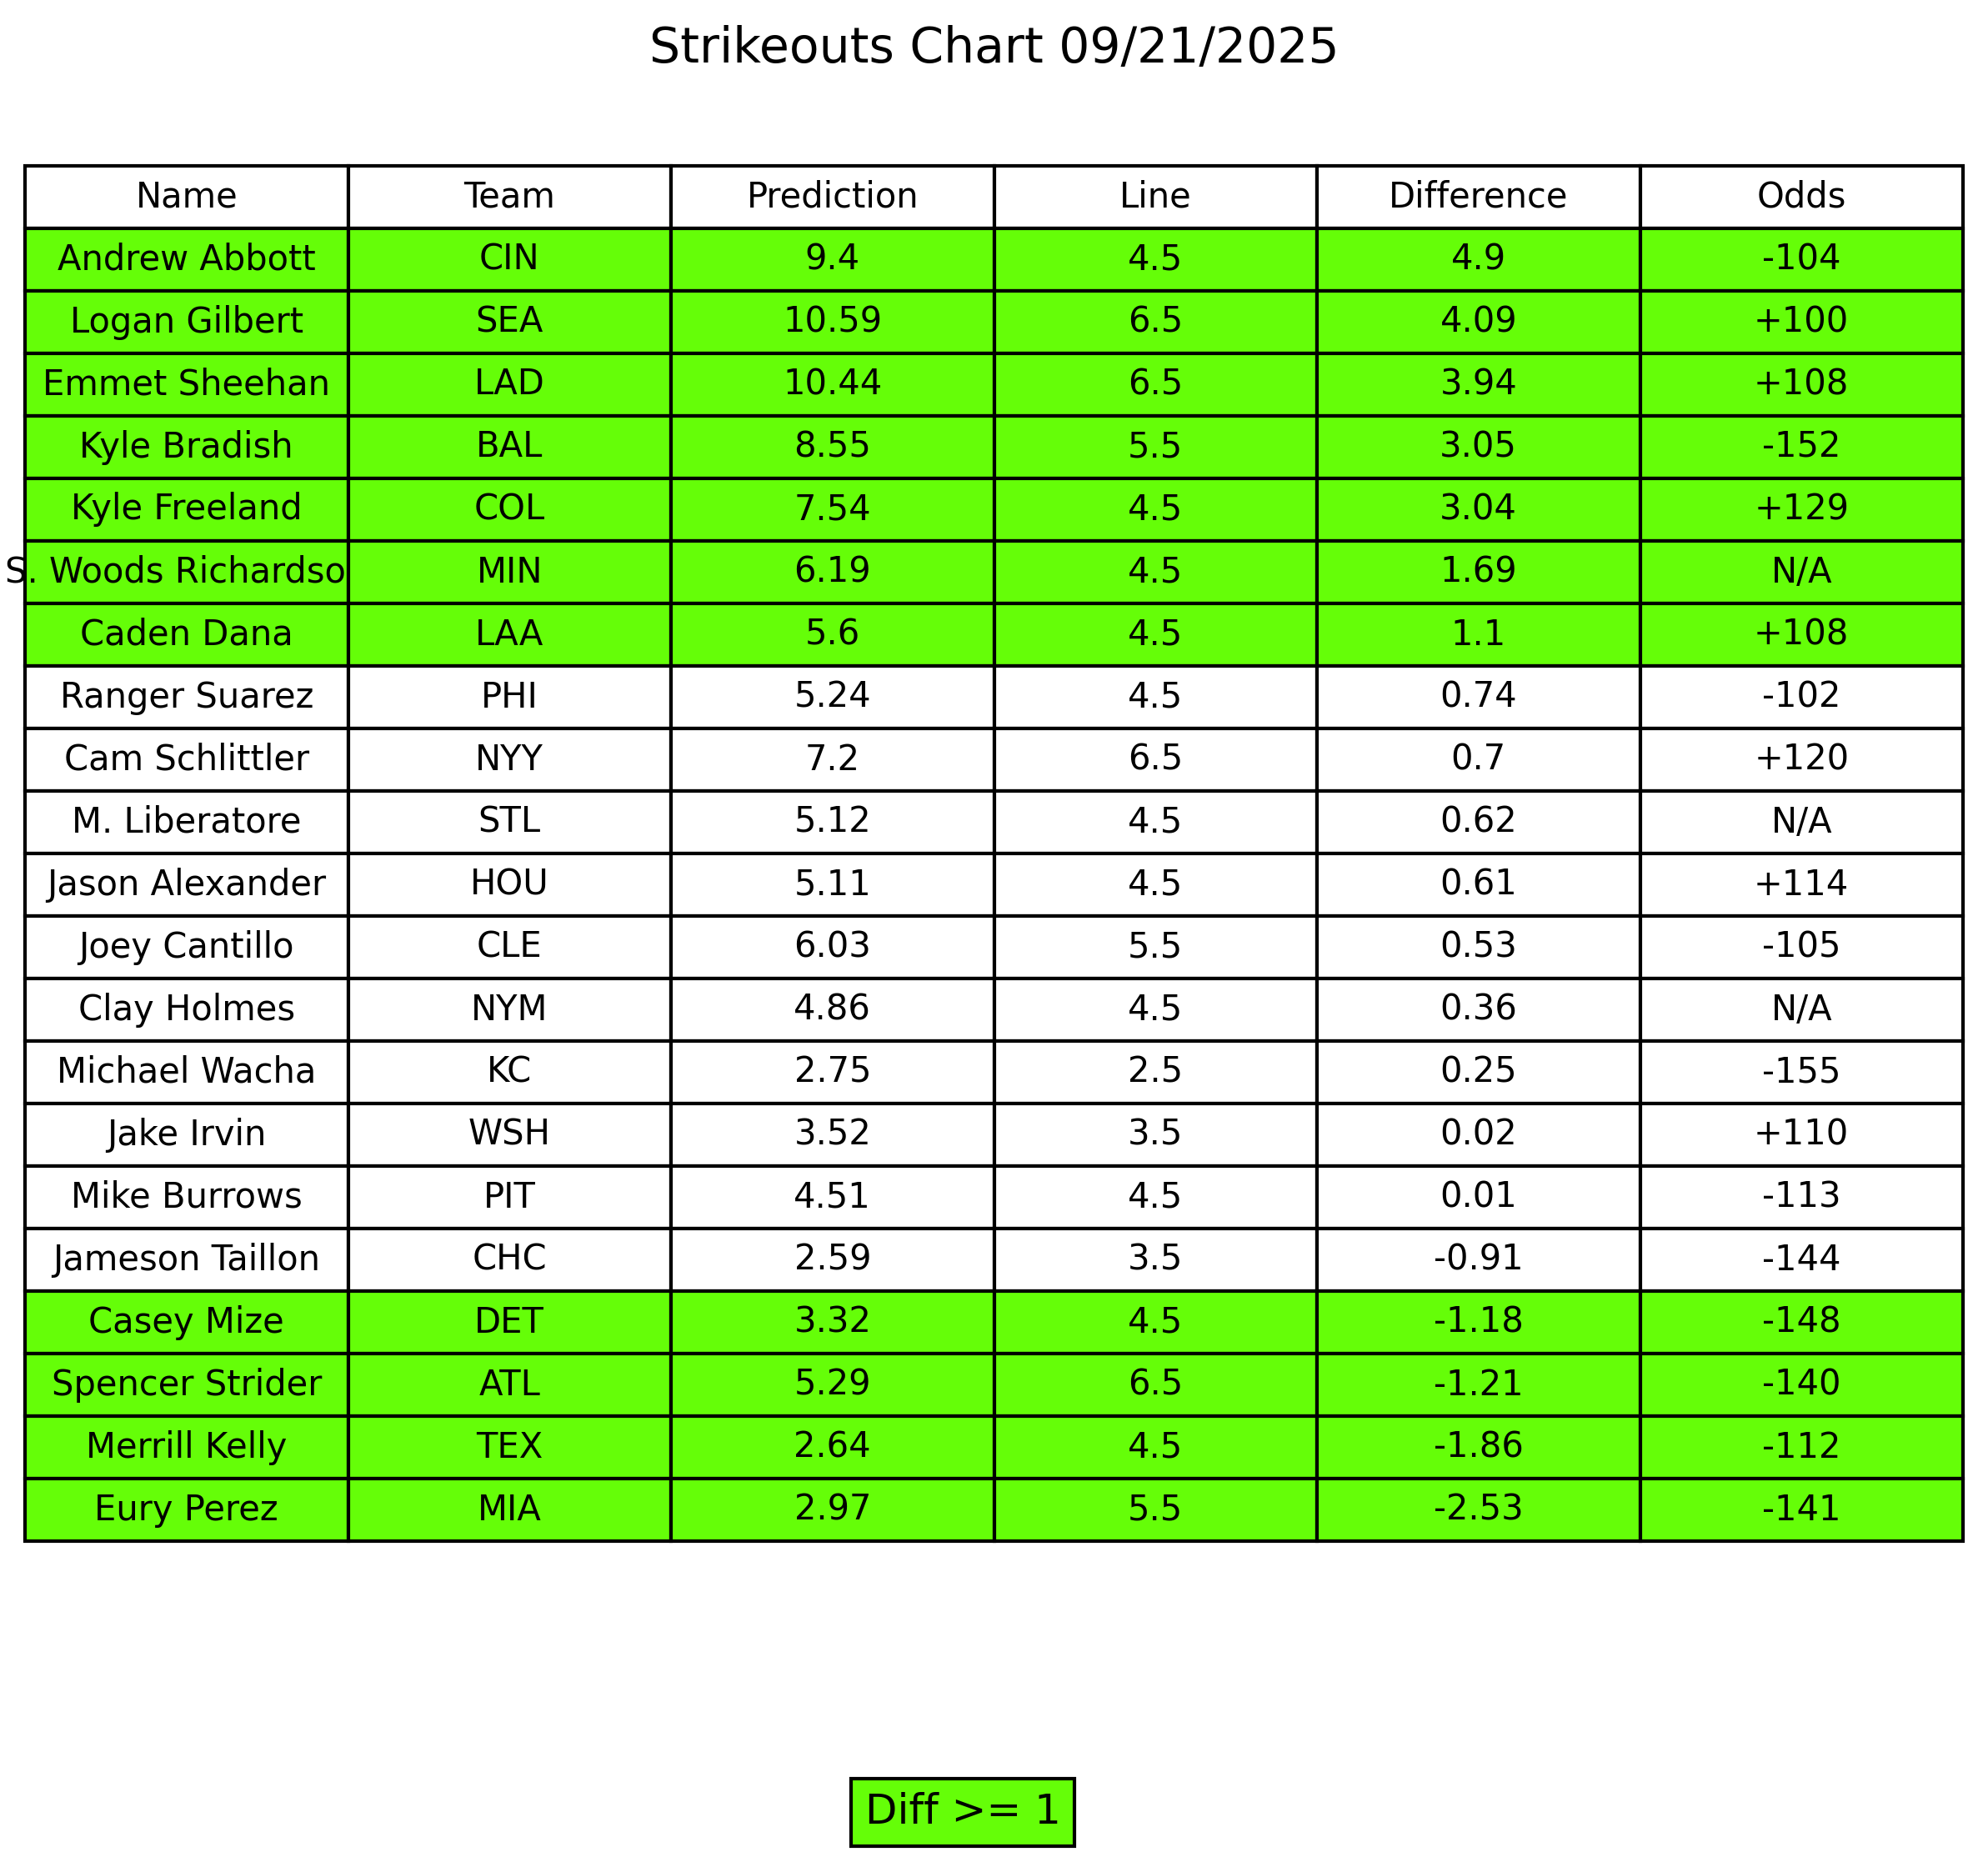 Strikeouts Chart 09/21/2025
Name Team Prediction Line Difference Odds
Andrew Abbott CIN 9.4 4.5 4.9 -104
Logan Gilbert SEA 10.59 6.5 4.09 +100
Emmet Sheehan LAD 10.44 6.5 3.94 +108
Kyle Bradish BAL 8.55 5.5 3.05 -152
Kyle Freeland COL 7.54 4.5 3.04 +129
S. Woods Richardso MIN 6.19 4.5 1.69 N/A
Caden Dana LAA 5.6 4.5 1.1 +108
Ranger Suarez PHI 5.24 4.5 0.74 -102
Cam Schlittler NYY 7.2 6.5 0.7 +120
M. Liberatore STL 5.12 4.5 0.62 N/A
Jason Alexander HOU 5.11 4.5 0.61 +114
Joey Cantillo CLE 6.03 5.5 0.53 -105
Clay Holmes NYM 4.86 4.5 0.36 N/A
Michael Wacha KC 2.75 2.5 0.25 -155
Jake Irvin WSH 3.52 3.5 0.02 +110
Mike Burrows PIT 4.51 4.5 0.01 -113
Jameson Taillon CHC 2.59 3.5 -0.91 -144
Casey Mize DET 3.32 4.5 -1.18 -148
Spencer Strider ATL 5.29 6.5 -1.21 -140
Merrill Kelly TEX 2.64 4.5 -1.86 -112
Eury Perez MIA 2.97 5.5 -2.53 -141
Diff >= 1